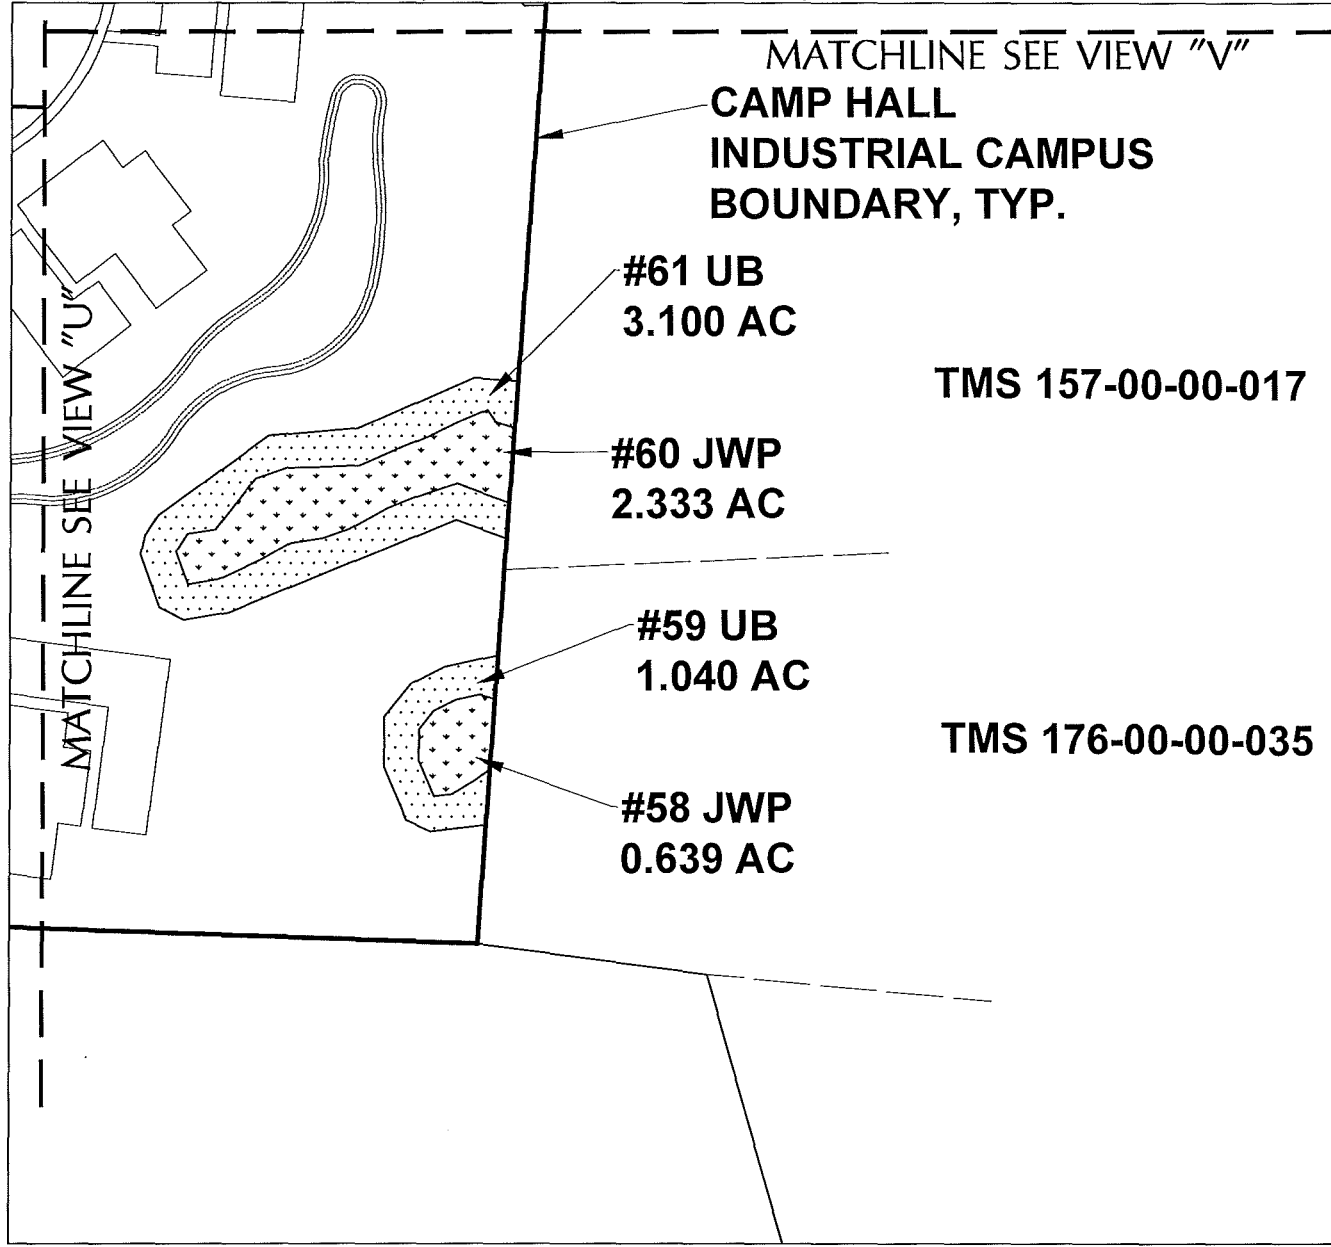 MATCHLINE SEE VIEW "V"
CAMP HALL
INDUSTRIAL CAMPUS
BOUNDARY, TYP.
#61 UB
3.100 AC
TMS 157-00-00-017
#60 JWP
2.333 AC
MATCHLINE SEE VIEW "U"
#59 UB
1.040 AC
TMS 176-00-00-035
#58 JWP
0.639 AC